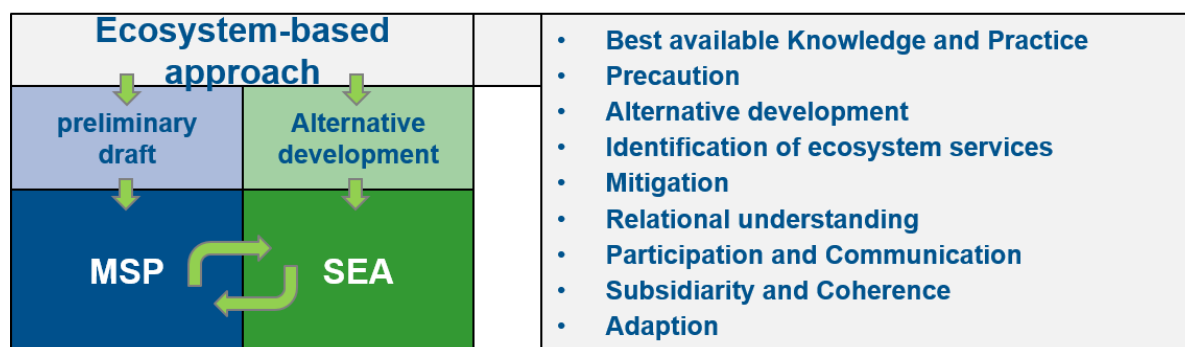 Ecosystem-based
approach
preliminary
draft
Alternative
development
MSP
SEA
• Best available Knowledge and Practice
• Precaution
• Alternative development
• Identification of ecosystem services
• Mitigation
• Relational understanding
• Participation and Communication
• Subsidiarity and Coherence
• Adaption